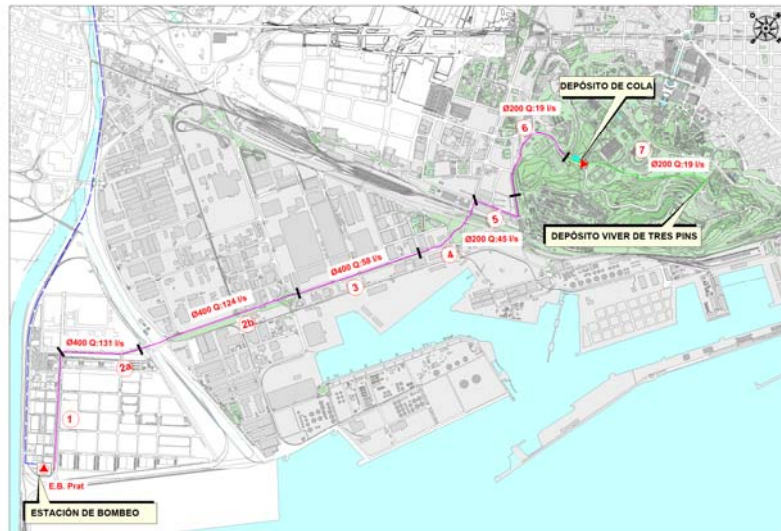 DEPÓSITO DE COLA
Ø200 Q:19 l/s
6
7
Ø200 Q:19 l/s
5
DEPÓSITO VIVER DE TRES PINS
Ø200 Q:45 l/s
4
Ø400 Q:58 l/s
3
Ø400 Q:124 l/s
2b
Ø400 Q:131 l/s
2a
1
E.B. Prat
ESTACIÓN DE BOMBEO